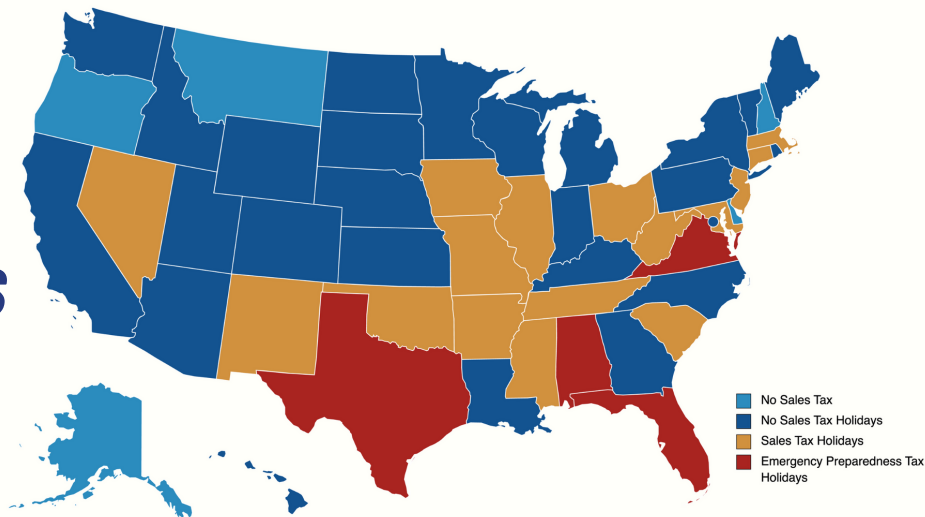 No Sales Tax
No Sales Tax Holidays
Sales Tax Holidays
Emergency Preparedness Tax
Holidays